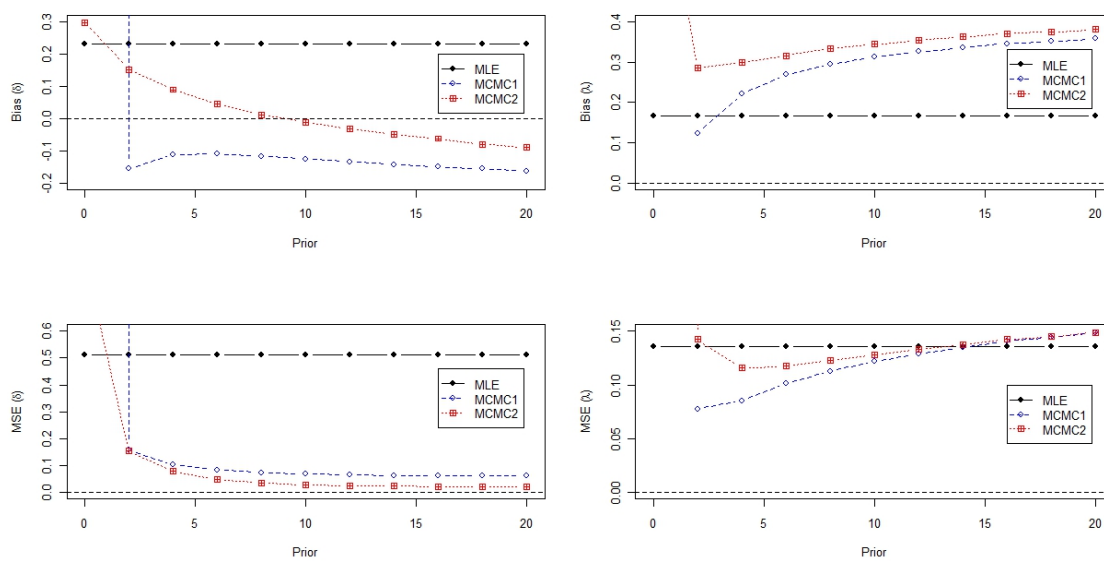 Bias (δ)
0.3
0.2
0.1
0.0
-0.1
-0.2
MLE
MCMC1
MCMC2
0 5 10 15 20
Prior
Bias (λ)
0.4
0.3
0.2
0.1
0.0
MLE
MCMC1
MCMC2
0 5 10 15 20
Prior
MSE (δ)
0.6
0.5
0.4
0.3
0.2
0.1
0.0
MLE
MCMC1
MCMC2
0 5 10 15 20
Prior
MSE (λ)
0.15
0.10
0.05
0.00
MLE
MCMC1
MCMC2
0 5 10 15 20
Prior